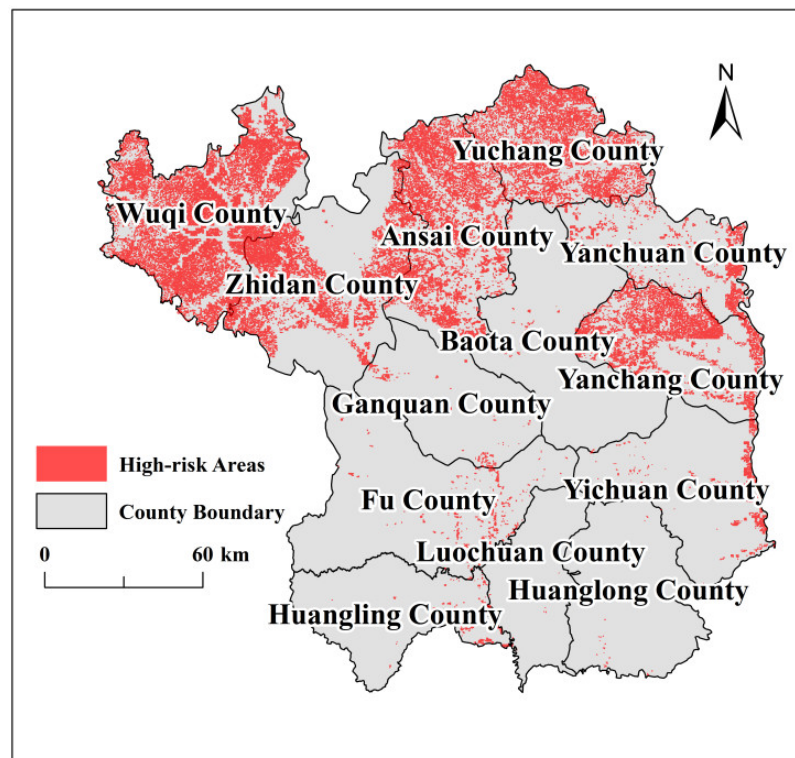 N
Yuchang County
Wuqi County
Ansai County
Yanchuan County
Zhidan County
Baota County
Yanchang County
Ganquan County
High-risk Areas
Fu County
Yichuan County
County Boundary
0 60 km
Luochuan County
Huanglong County
Huangling County